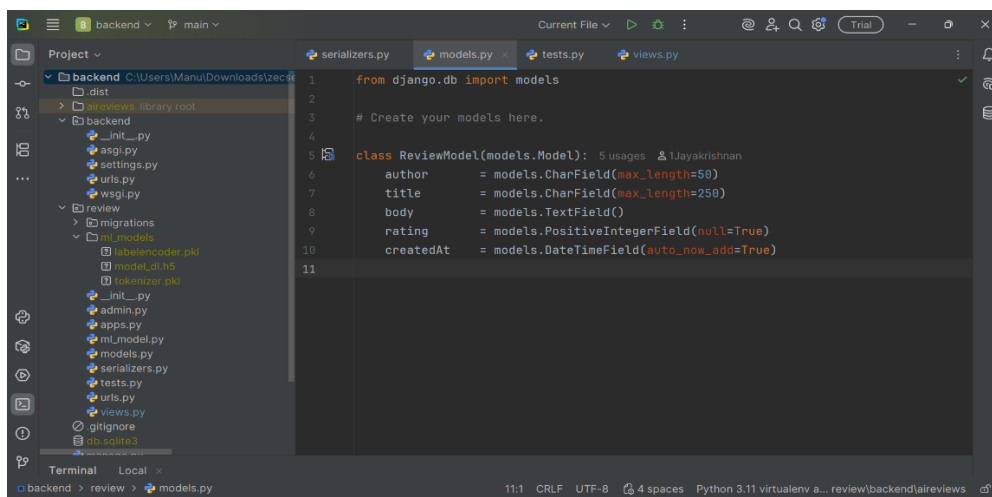 B backend main Current File Trial
Project
serializers.py models.py tests.py views.py
backend C:\Users\Manu\Downloads\zecse
.dist
aireviews library root
backend
__init__.py
asgi.py
settings.py
urls.py
wsgi.py
review
migrations
ml_models
labelencoder.pkl
model_dl.h5
tokenizer.pkl
__init__.py
admin.py
apps.py
ml_model.py
models.py
serializers.py
tests.py
urls.py
views.py
.gitignore
db.sqlite3
manage.py
1 from django.db import models
2
3 # Create your models here.
4
5 class ReviewModel(models.Model): 5 usages 1Jayakrishnan
6 author = models.CharField(max_length=50)
7 title = models.CharField(max_length=250)
8 body = models.TextField()
9 rating = models.PositiveIntegerField(null=True)
10 createdAt = models.DateTimeField(auto_now_add=True)
11
Terminal Local
backend > review > models.py 11:1 CRLF UTF-8 4 spaces Python 3.11 virtualenv a... review\backend\aireviews